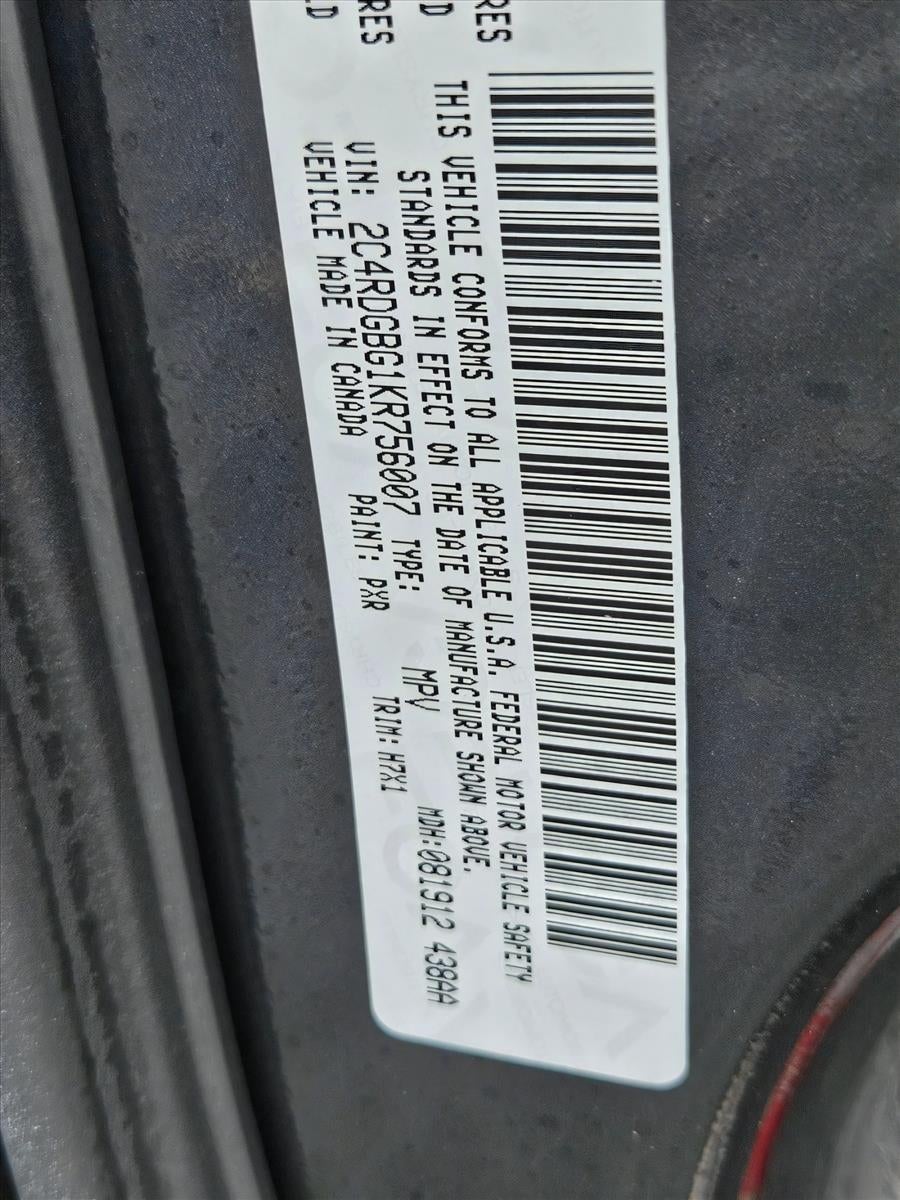 RES
LD
RES
D
THIS VEHICLE CONFORMS TO ALL APPLICABLE U.S.A. FEDERAL MOTOR VEHICLE SAFETY
STANDARDS IN EFFECT ON THE DATE OF MANUFACTURE SHOWN ABOVE.
MDH:081912 438AA
VIN: 2C4RDGBG1KR756007 TYPE: MPV
VEHICLE MADE IN CANADA PAINT: PXR TRIM: H7X1